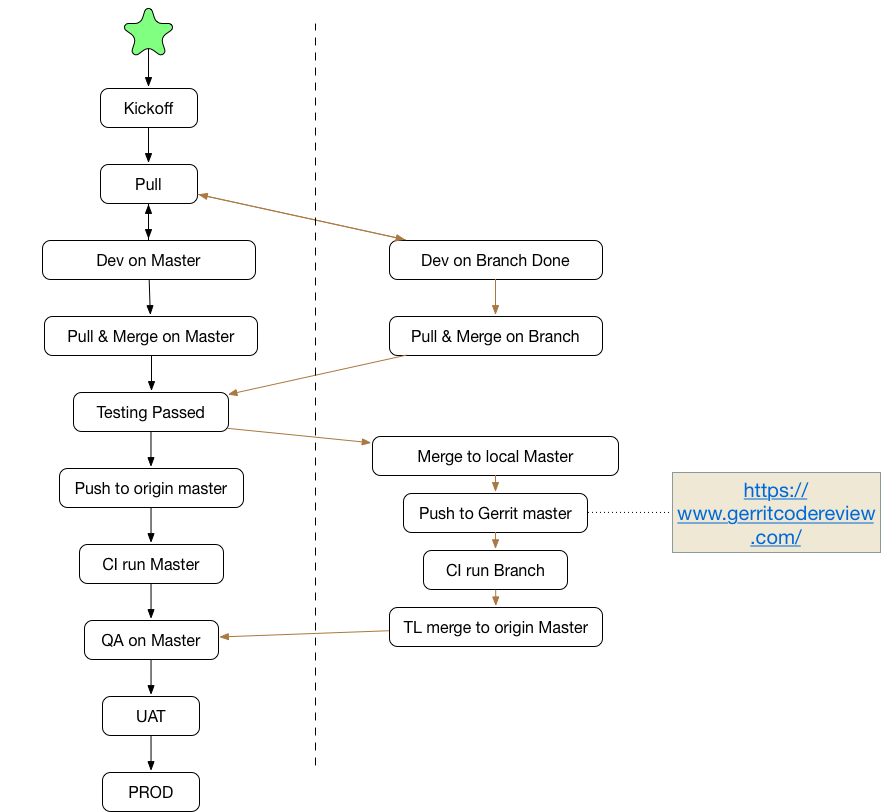 Kickoff
Pull
Dev on Master
Dev on Branch Done
Pull & Merge on Master
Pull & Merge on Branch
Testing Passed
Merge to local Master
Push to origin master
Push to Gerrit master
https://
www.gerritcodereview
.com/
CI run Master
CI run Branch
QA on Master
TL merge to origin Master
UAT
PROD